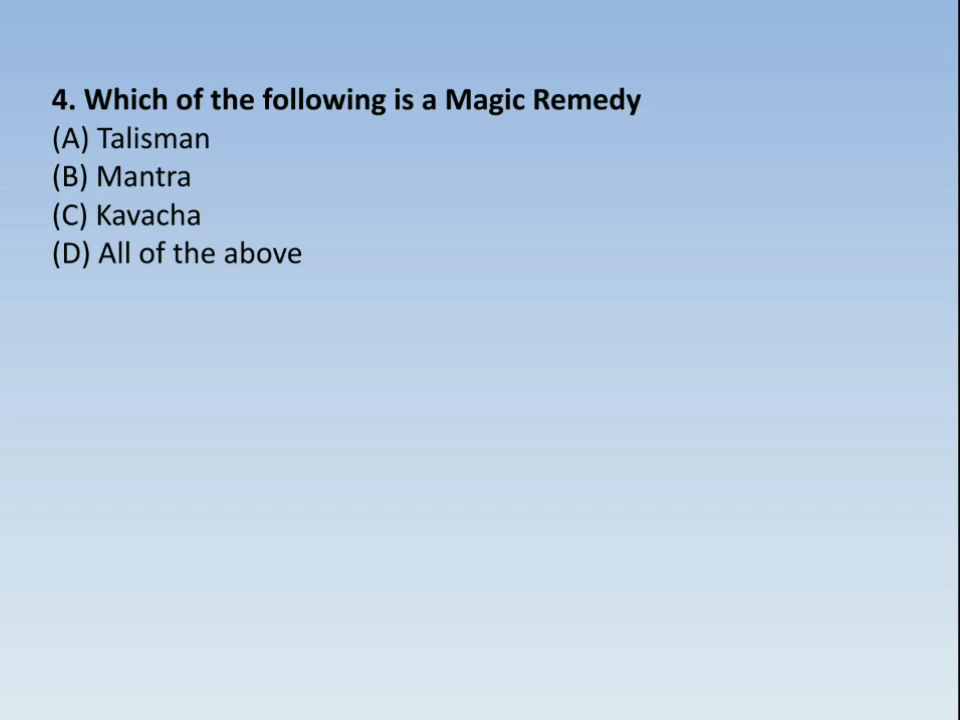 4. Which of the following is a Magic Remedy
(A) Talisman
(B) Mantra
(C) Kavacha
(D) All of the above